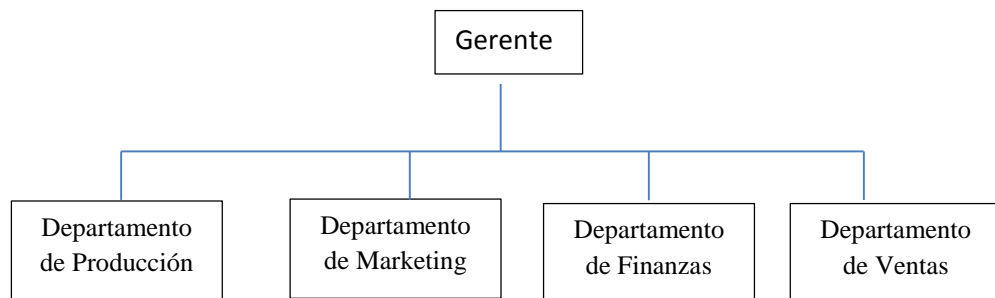 Gerente
Departamento
de Producción
Departamento
de Marketing
Departamento
de Finanzas
Departamento
de Ventas